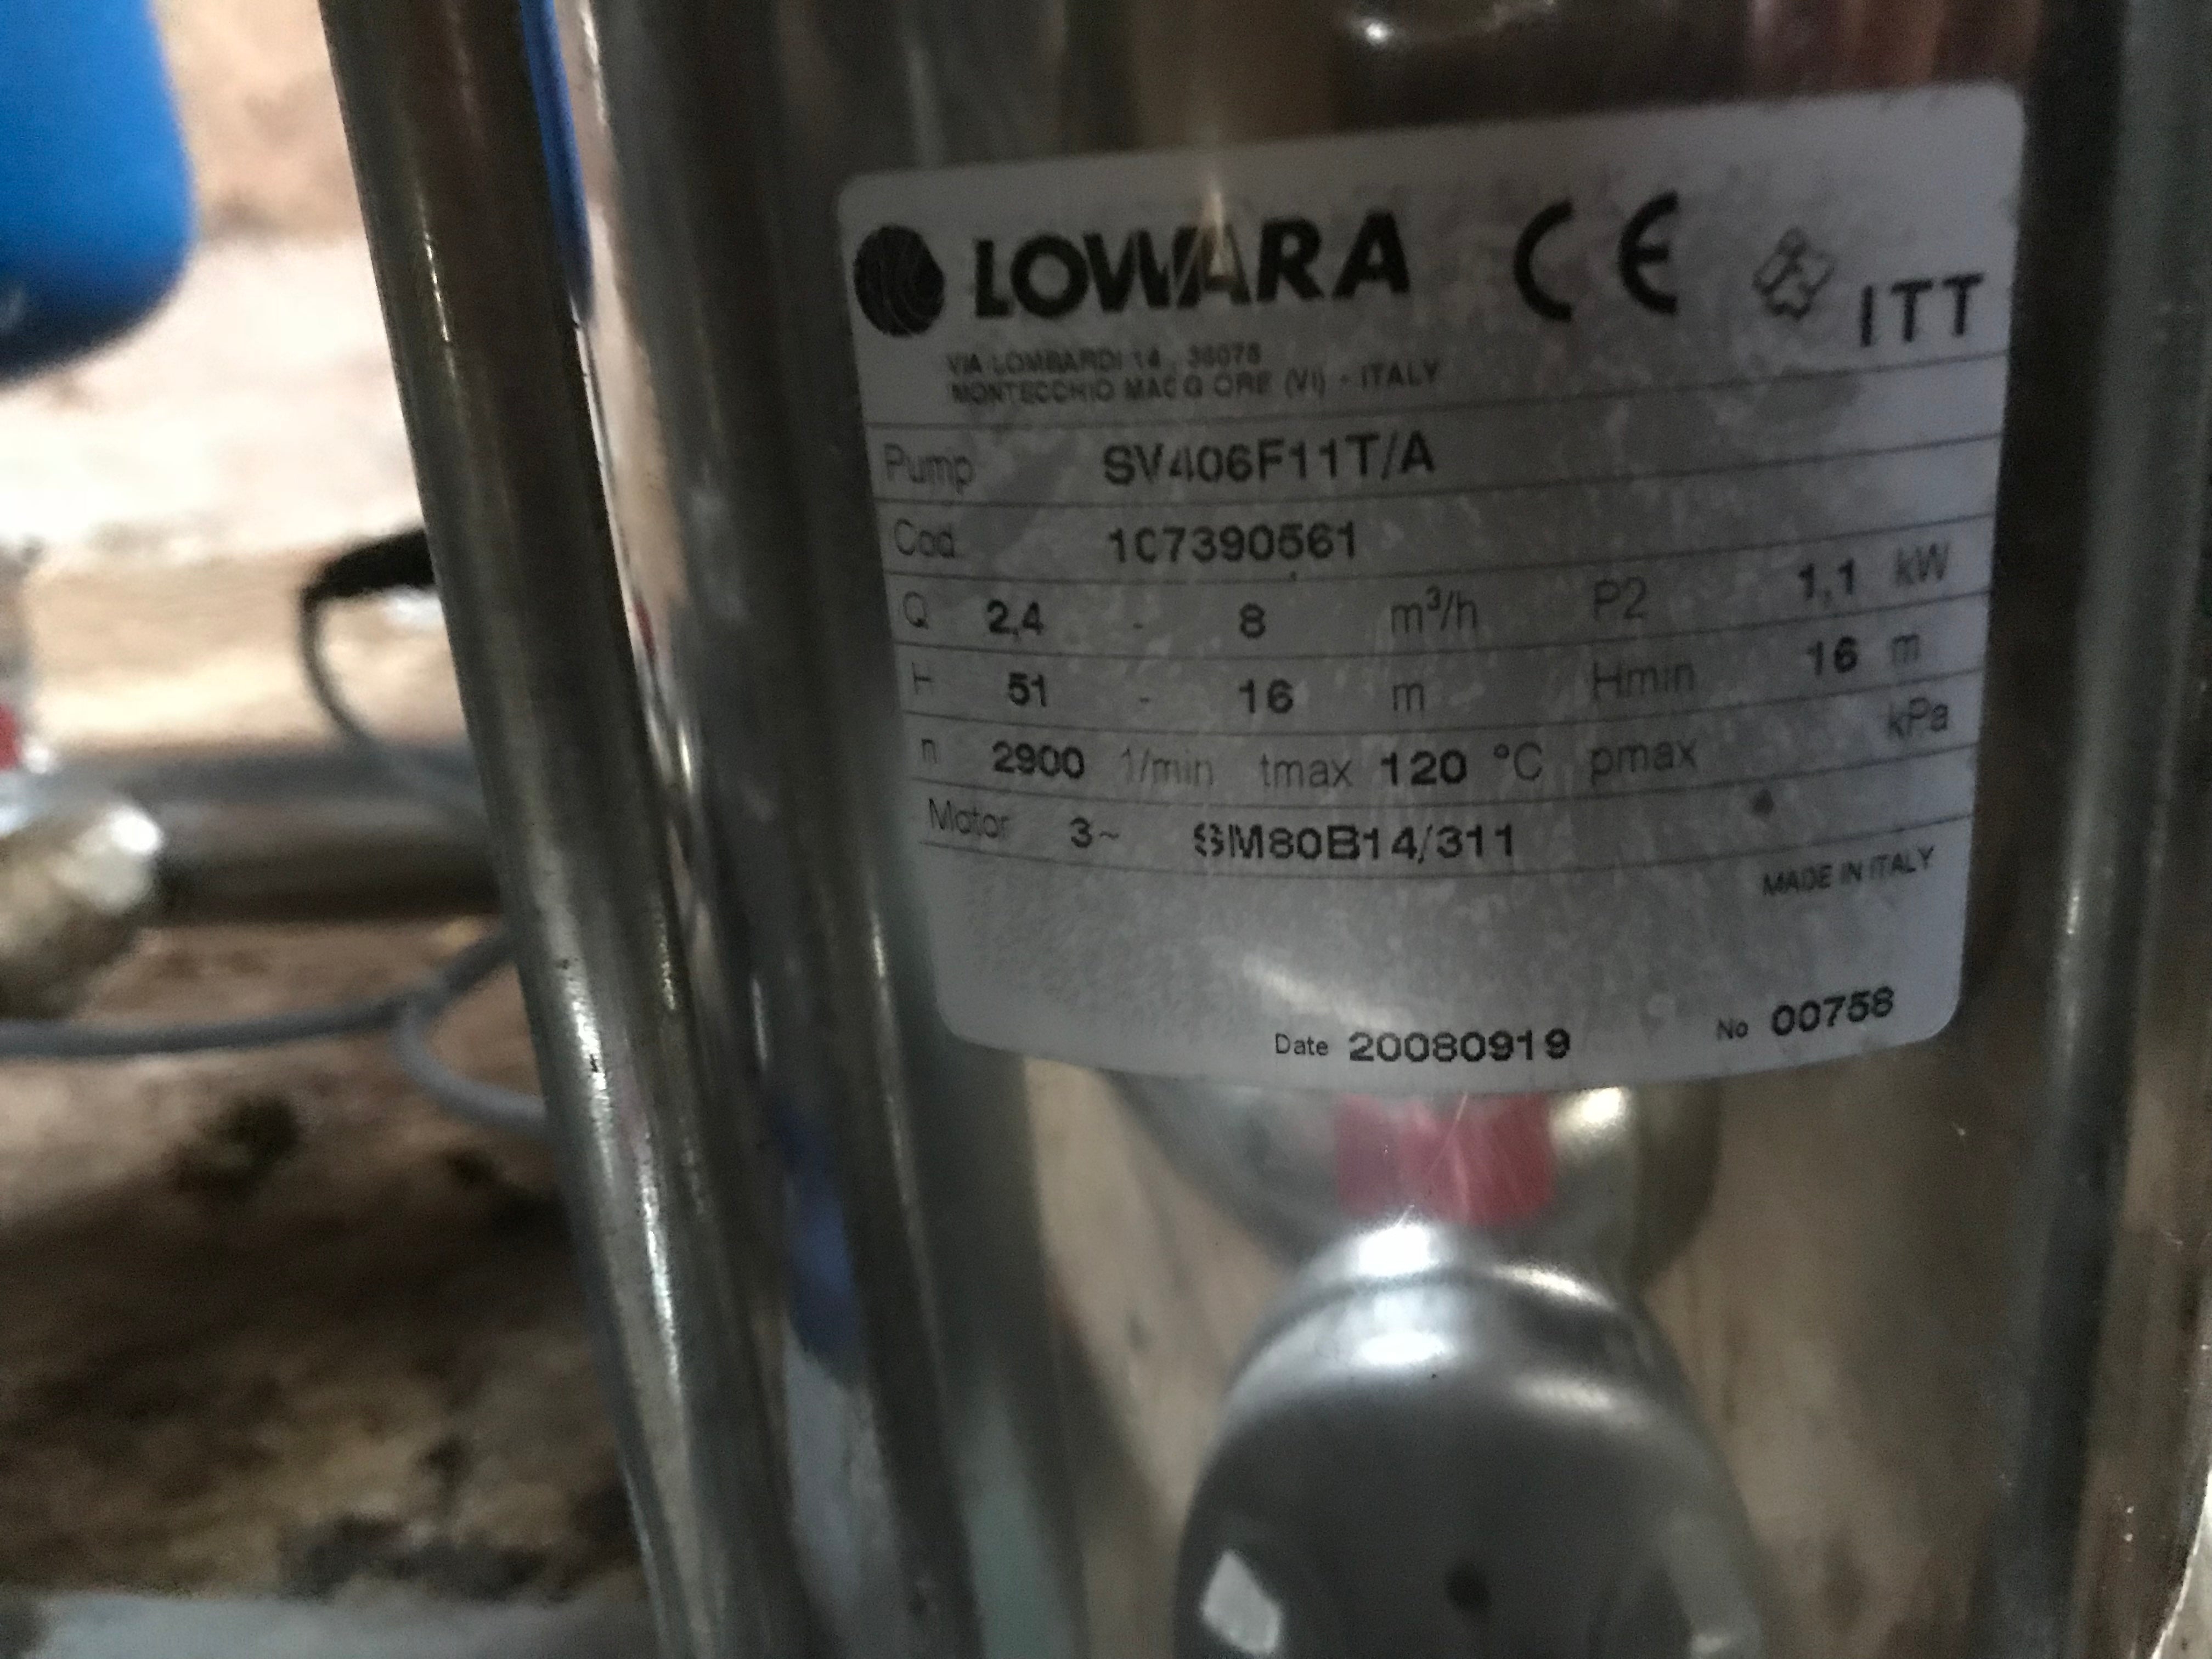 LOWARA CE ITT
VIA LOMBARDI 14 , 36075
MONTECCHIO MAGGIORE (VI) - ITALY
Pump SV406F11T/A
Cod. 107390561
Q 2,4 - 8 m³/h P2 1,1 kW
H 51 - 16 m Hmin 16 m
n 2900 1/min tmax 120 °C pmax kPa
Motor 3~ SM80B14/311
MADE IN ITALY
Date 20080919 No 00758